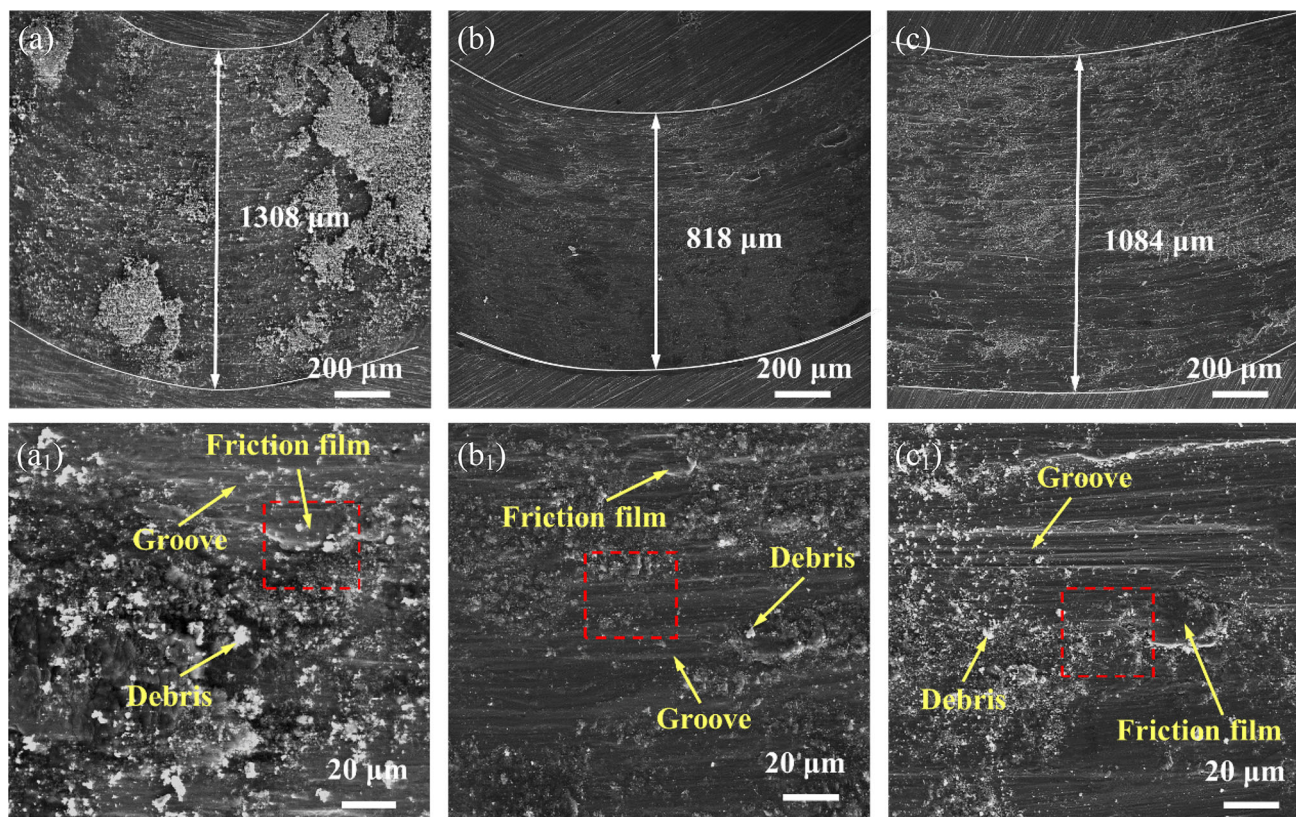 (a)
1308 μm
200 μm
(b)
818 μm
200 μm
(c)
1084 μm
200 μm
(a₁)
Friction film
Groove
Debris
20 μm
(b₁)
Friction film
Debris
Groove
20 μm
(c₁)
Groove
Debris
Friction film
20 μm